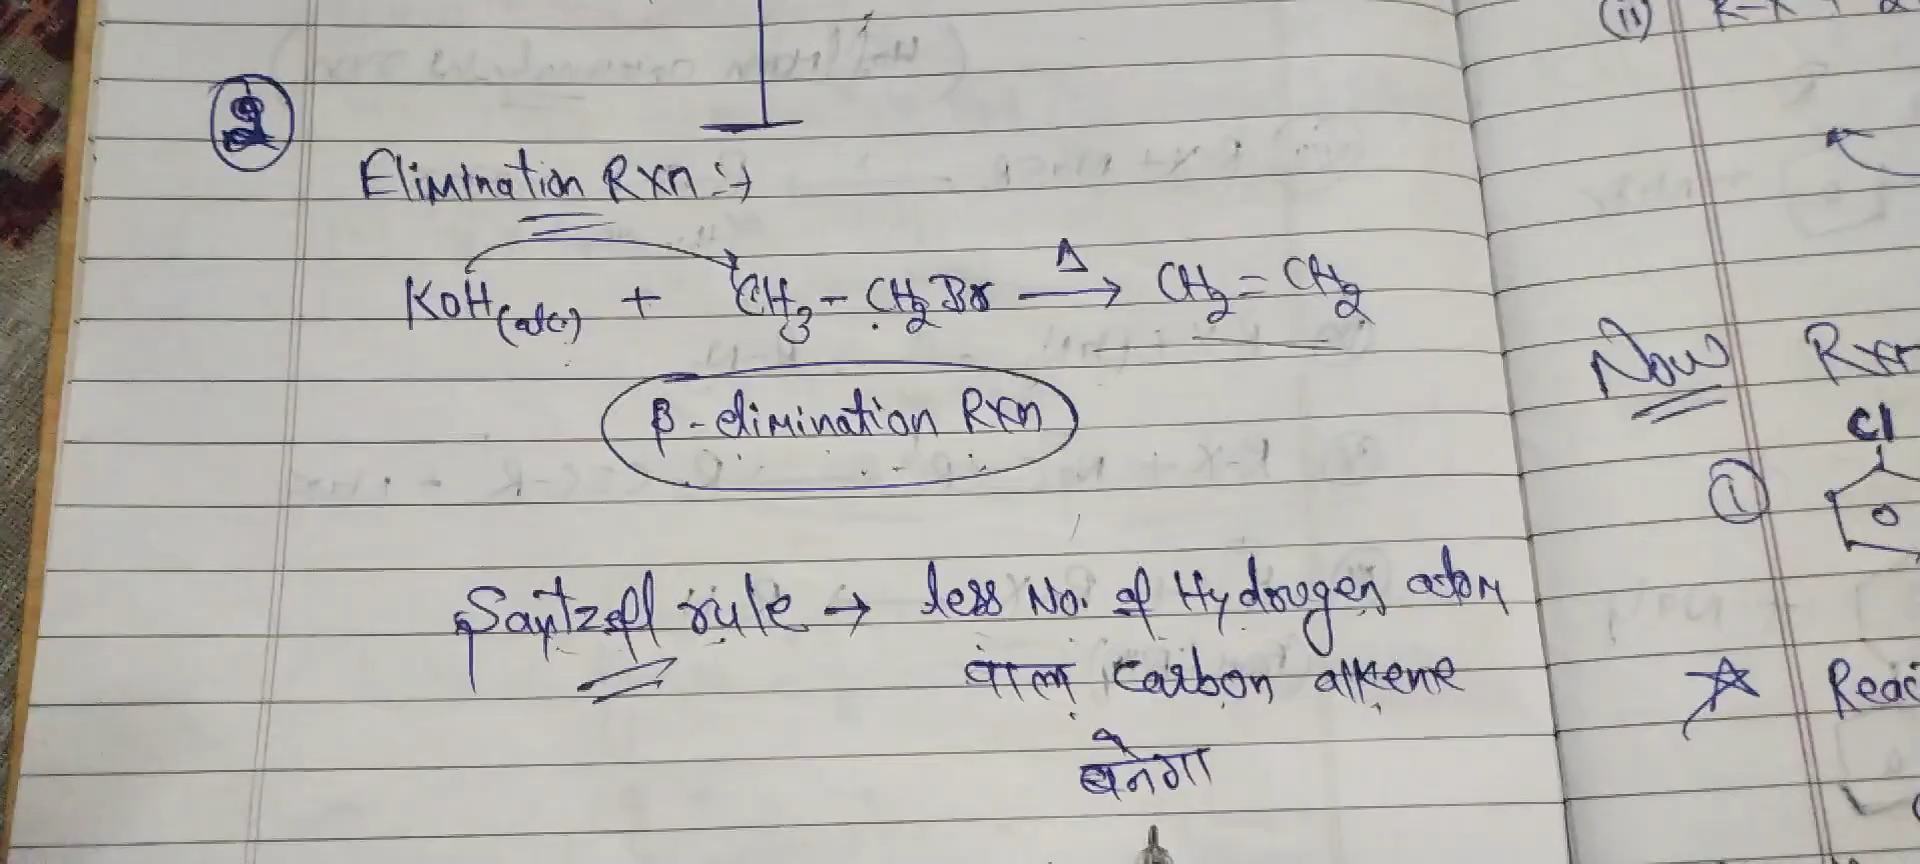 2
Elimination Rxn :→
KOH(alc) + CH3 - CH2Br —Δ→ CH2 = CH2
β-elimination Rxn
Saytzeff rule → less No. of Hydrogen atom
वाला carbon alkene
बनेगा
(ii) R-X +
Now Rxn
Cl
①
☆ Reac